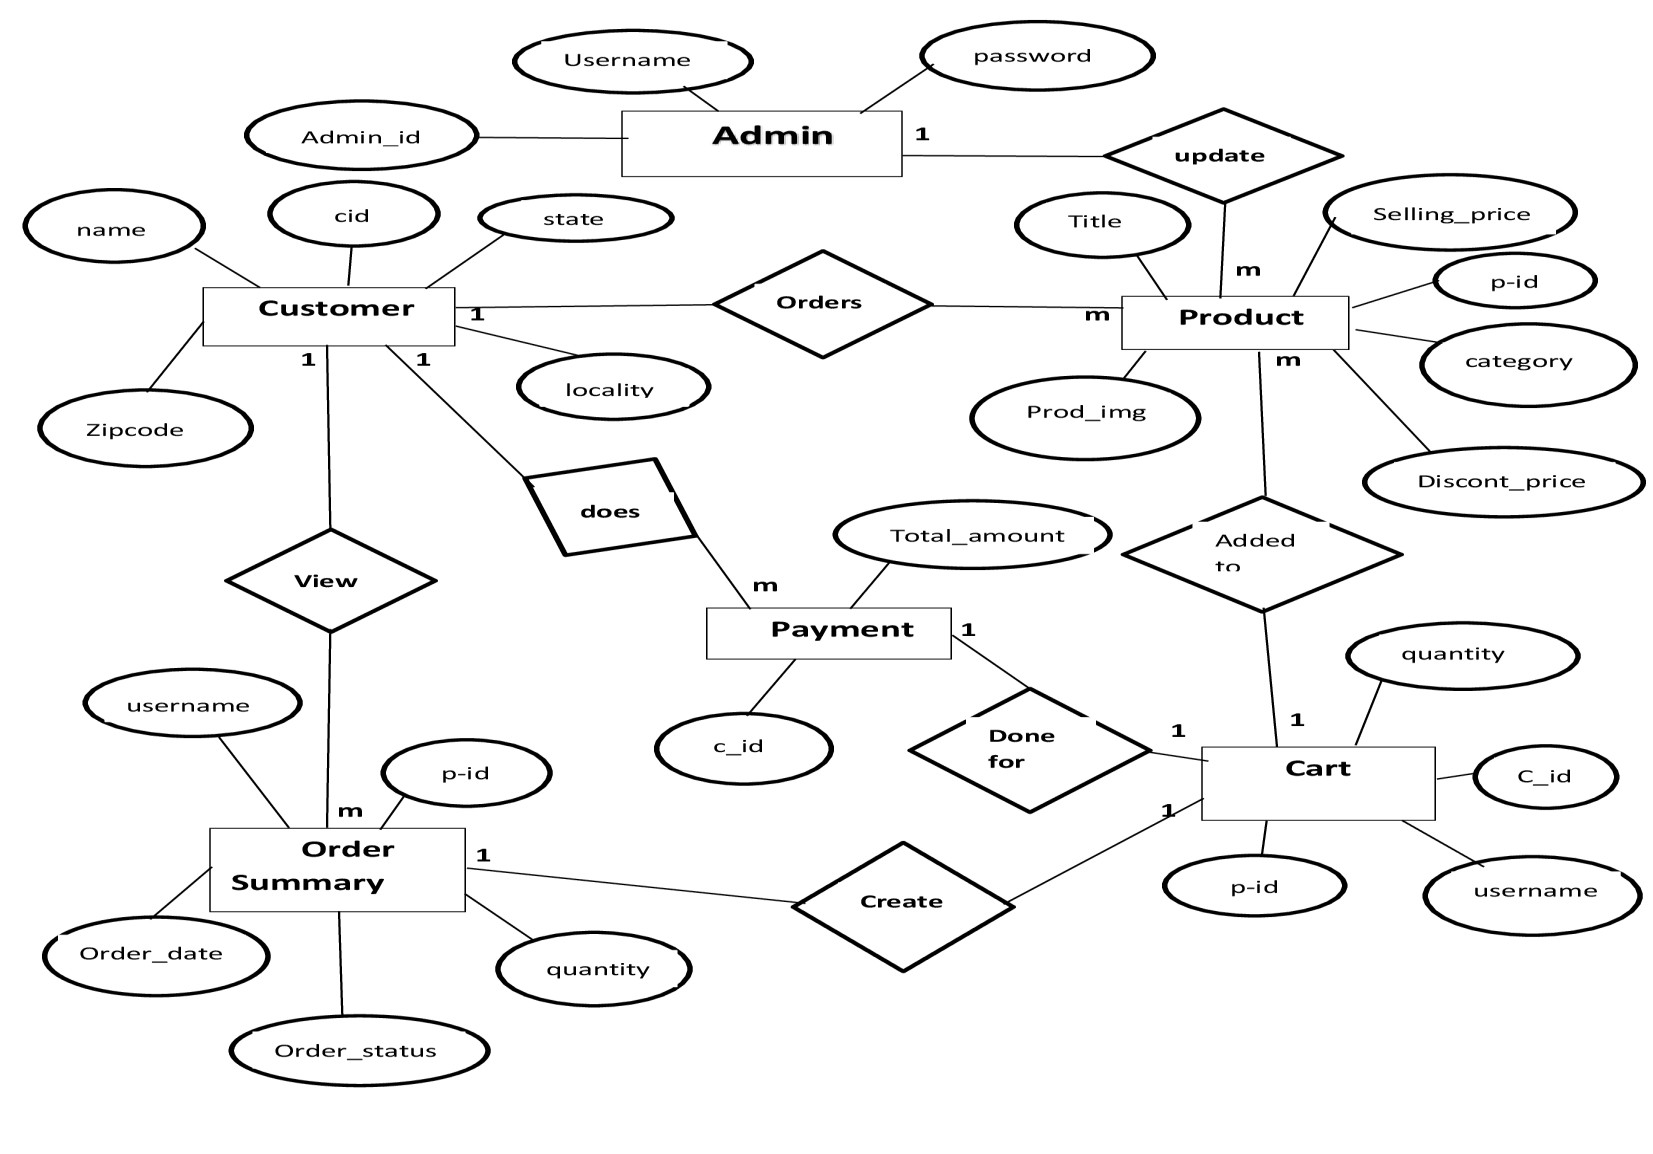 Username
password
Admin_id
Admin
1
update
name
cid
state
Title
Selling_price
m
p-id
Customer
1
Orders
m
Product
1
1
m
category
locality
Prod_img
Zipcode
Discont_price
does
Total_amount
Added
to
View
m
Payment
1
quantity
username
c_id
Done
for
1
1
p-id
Cart
C_id
m
1
Order
Summary
1
Create
p-id
username
Order_date
quantity
Order_status